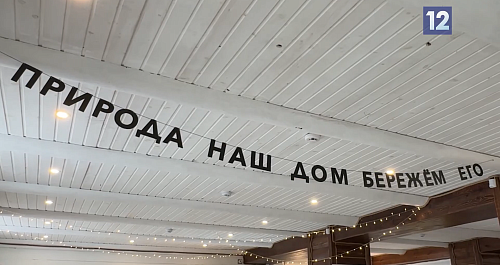 12
ПРИРОДА НАШ ДОМ БЕРЕЖЁМ ЕГО